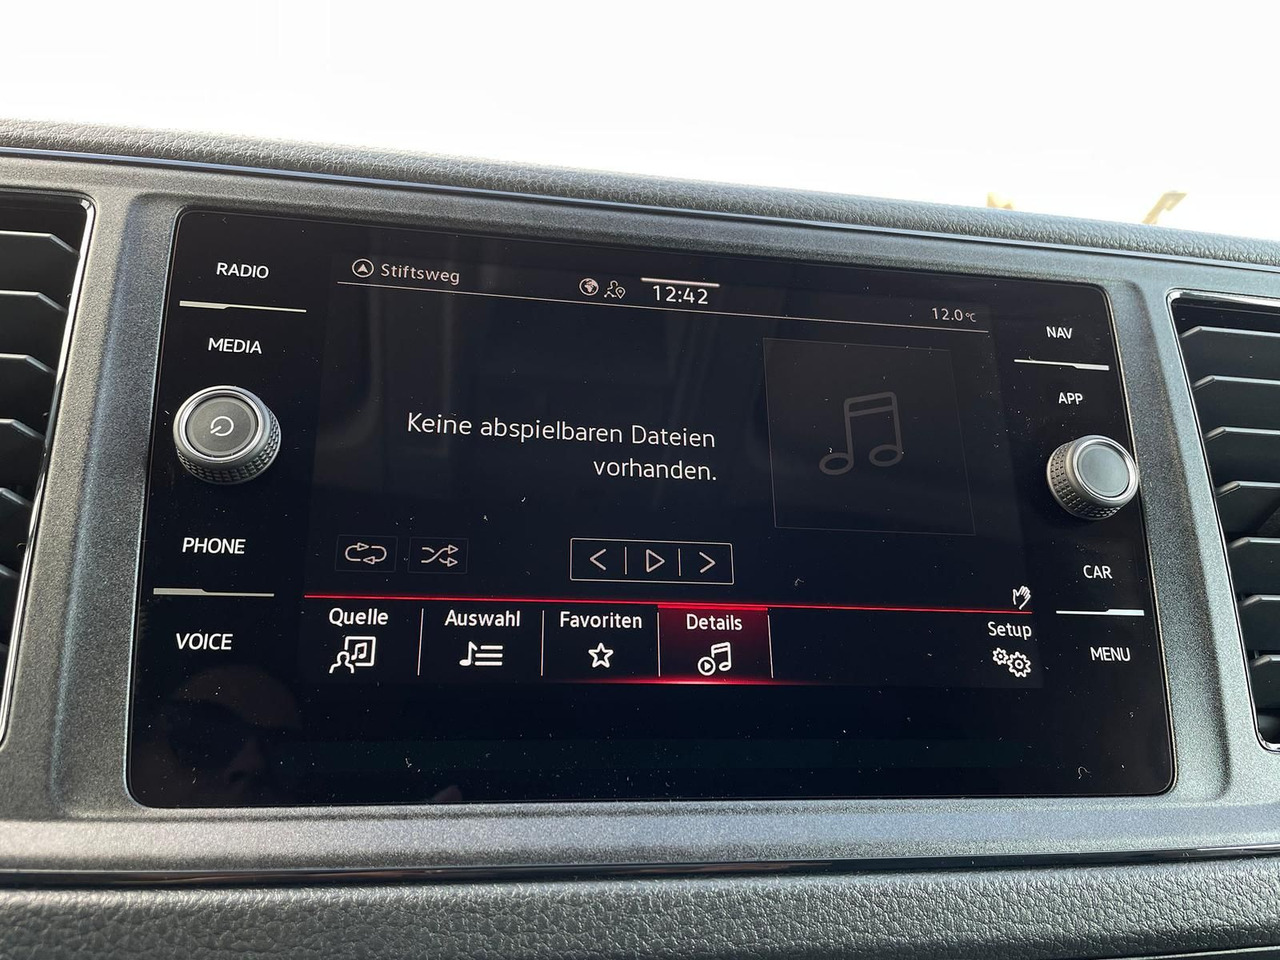 RADIO
MEDIA
PHONE
VOICE
Stiftsweg
12:42
12.0°C
Keine abspielbaren Dateien
vorhanden.
Quelle
Auswahl
Favoriten
Details
Setup
NAV
APP
CAR
MENU